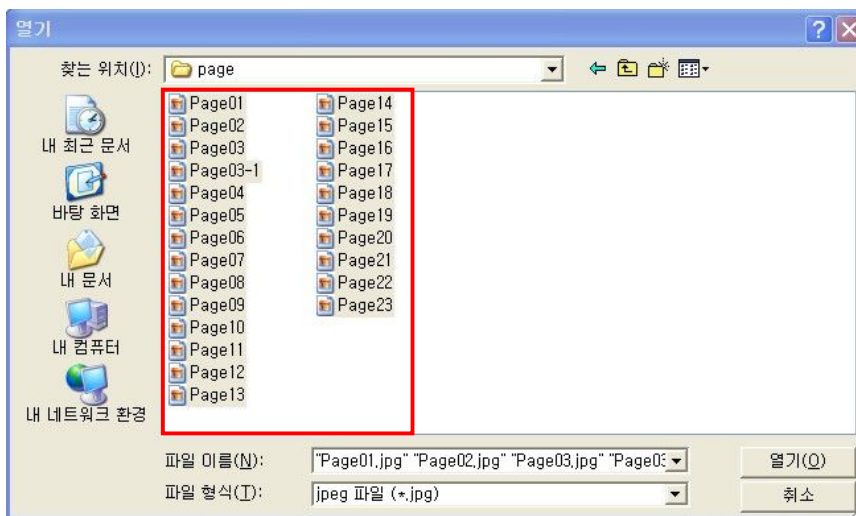 열기
찾는 위치(I): page
Page01
Page02
Page03
Page03-1
Page04
Page05
Page06
Page07
Page08
Page09
Page10
Page11
Page12
Page13
Page14
Page15
Page16
Page17
Page18
Page19
Page20
Page21
Page22
Page23
내 최근 문서
바탕 화면
내 문서
내 컴퓨터
내 네트워크 환경
파일 이름(N): "Page01.jpg" "Page02.jpg" "Page03.jpg" "Page03 열기(O)
파일 형식(T): jpeg 파일 (*.jpg) 취소